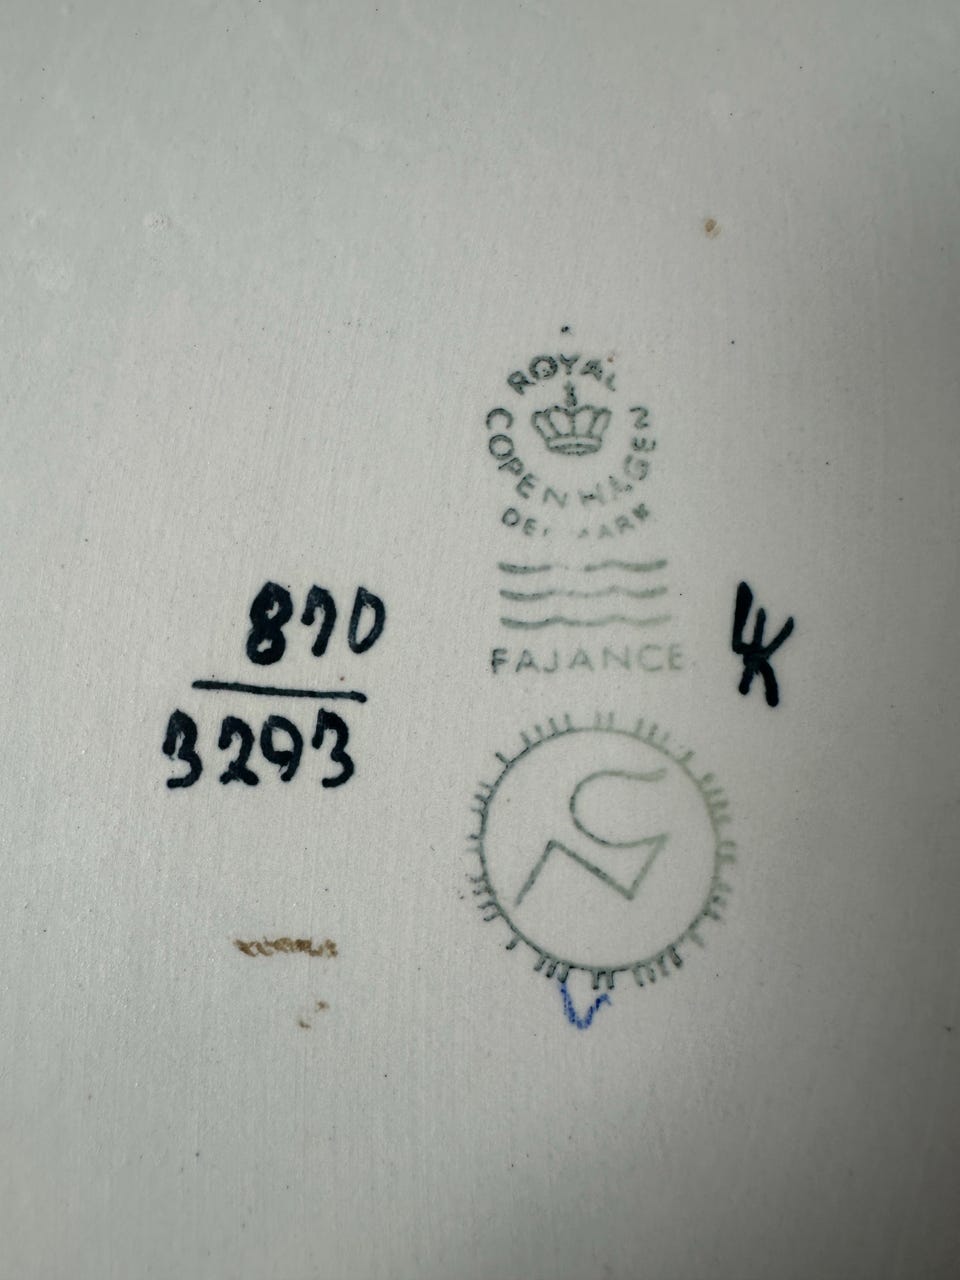 ROYAL
COPENHAGEN
DENMARK
FAJANCE
870
3293